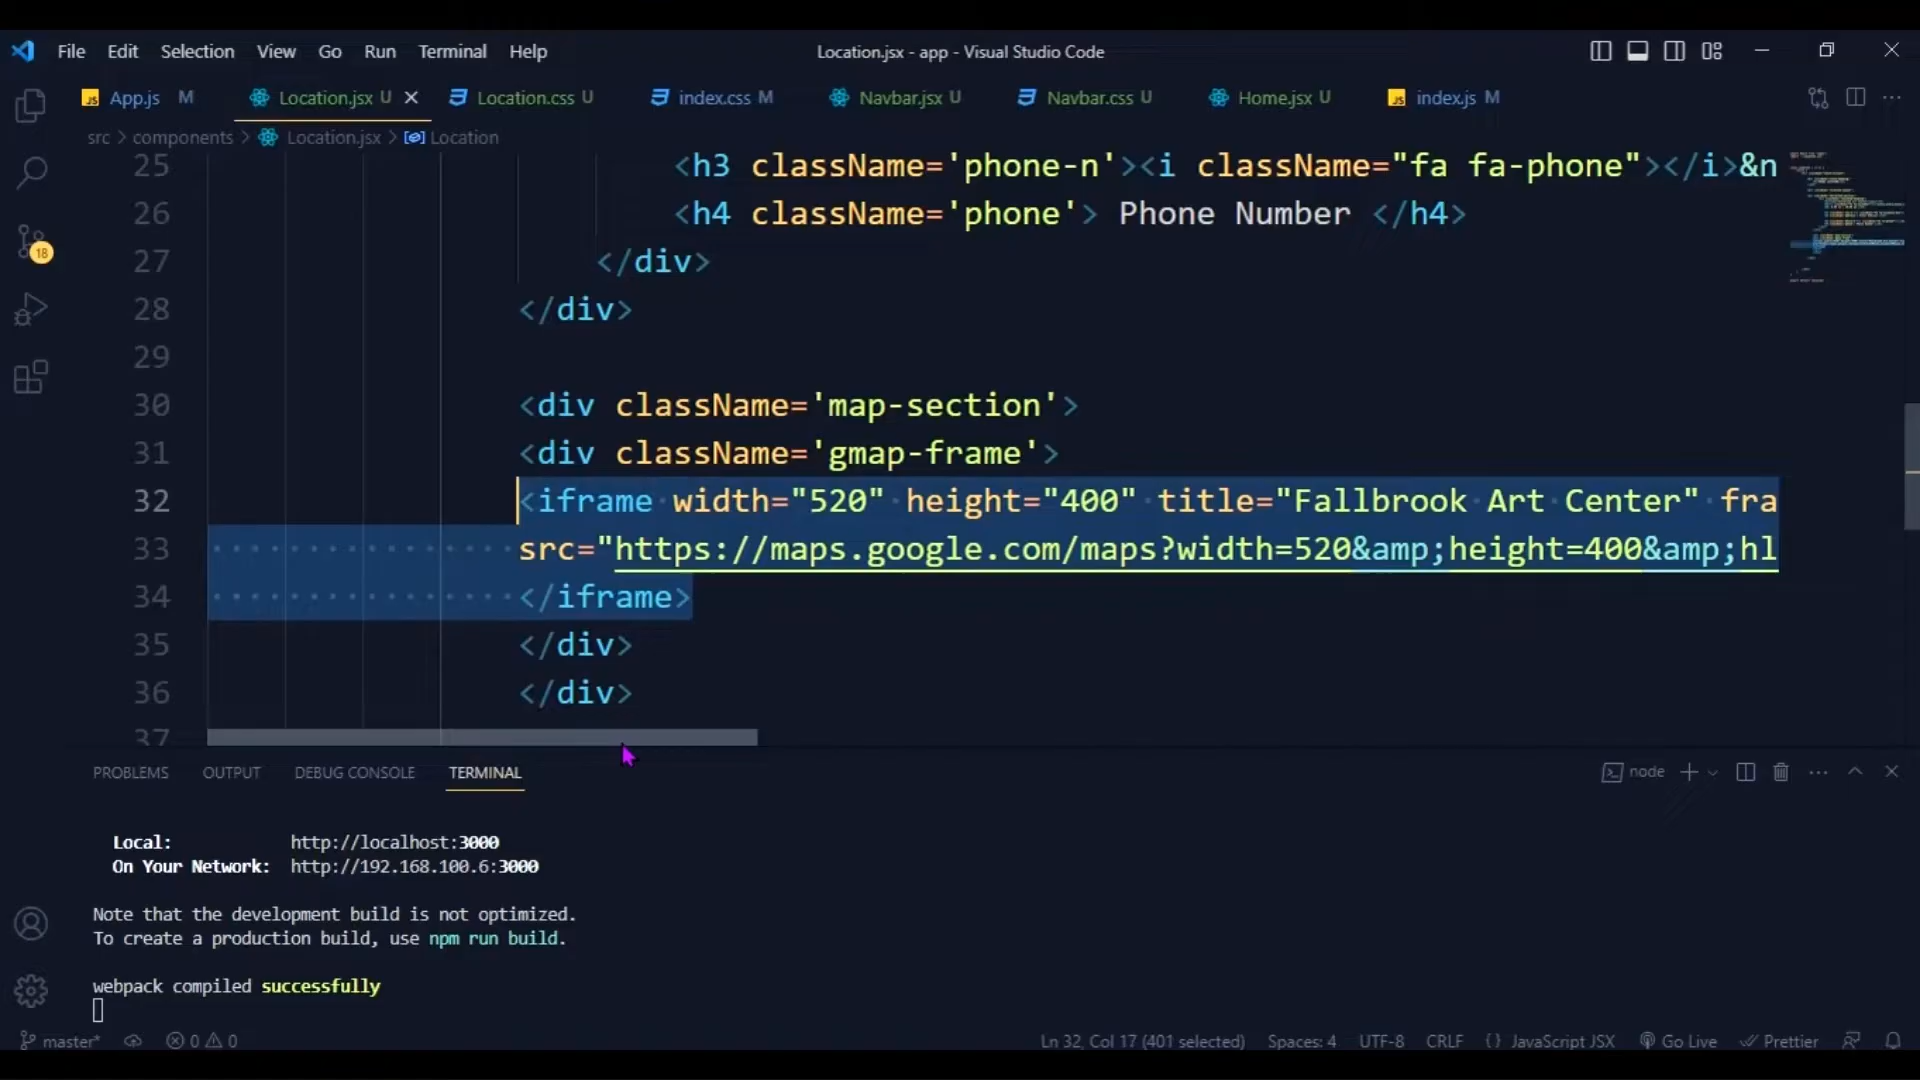 File Edit Selection View Go Run Terminal Help Location.jsx - app - Visual Studio Code
JS App.js M Location.jsx U Location.css U index.css M Navbar.jsx U Navbar.css U Home.jsx U JS index.js M
src > components > Location.jsx > Location
25 <h3 className='phone-n'><i className="fa fa-phone"></i>&n
26 <h4 className='phone'> Phone Number </h4>
27 </div>
28 </div>
29
30 <div className='map-section'>
31 <div className='gmap-frame'>
32 <iframe width="520" height="400" title="Fallbrook Art Center" fra
33 src="https://maps.google.com/maps?width=520&amp;height=400&amp;hl
34 </iframe>
35 </div>
36 </div>
37
18
PROBLEMS OUTPUT DEBUG CONSOLE TERMINAL node
Local: http://localhost:3000
On Your Network: http://192.168.100.6:3000
Note that the development build is not optimized.
To create a production build, use npm run build.
webpack compiled successfully
master* 0 0 Ln 32, Col 17 (401 selected) Spaces: 4 UTF-8 CRLF {} JavaScript JSX Go Live Prettier